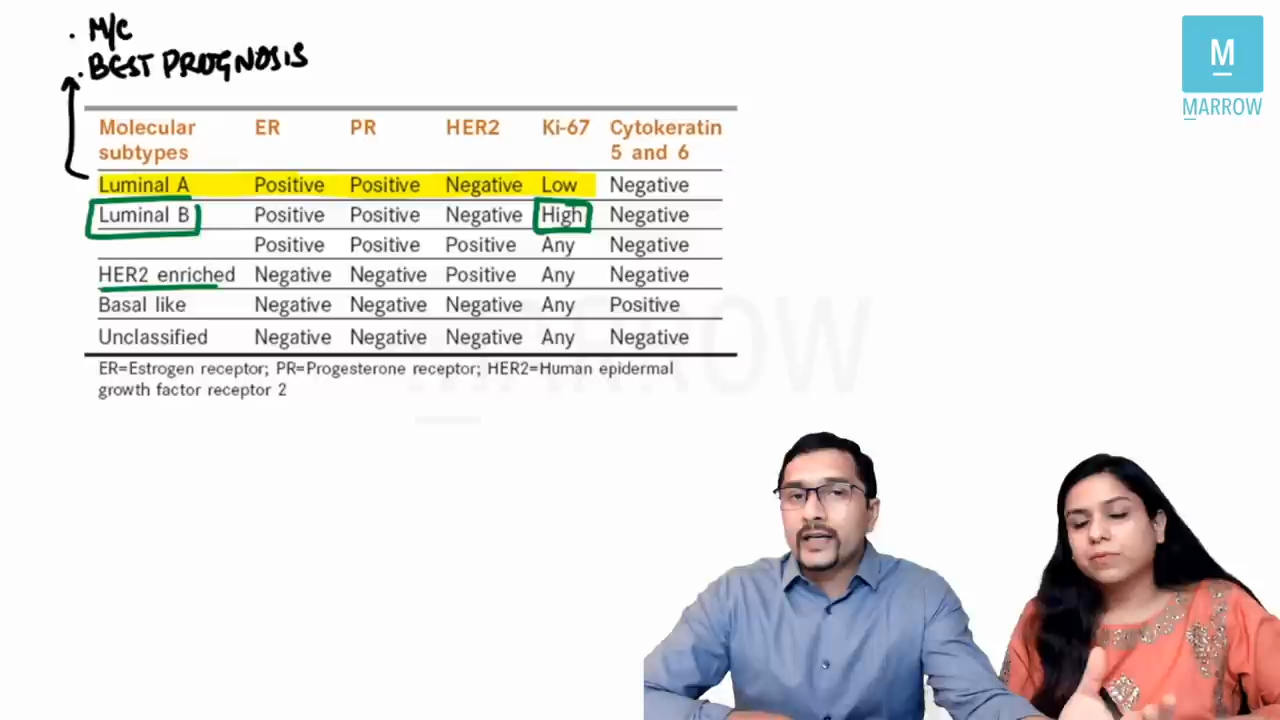 . M/C
. BEST PROGNOSIS
M
MARROW
Molecular subtypes ER PR HER2 Ki-67 Cytokeratin 5 and 6
Luminal A Positive Positive Negative Low Negative
Luminal B Positive Positive Negative High Negative
Positive Positive Positive Any Negative
HER2 enriched Negative Negative Positive Any Negative
Basal like Negative Negative Negative Any Positive
Unclassified Negative Negative Negative Any Negative
ER=Estrogen receptor; PR=Progesterone receptor; HER2=Human epidermal
growth factor receptor 2
MARROW